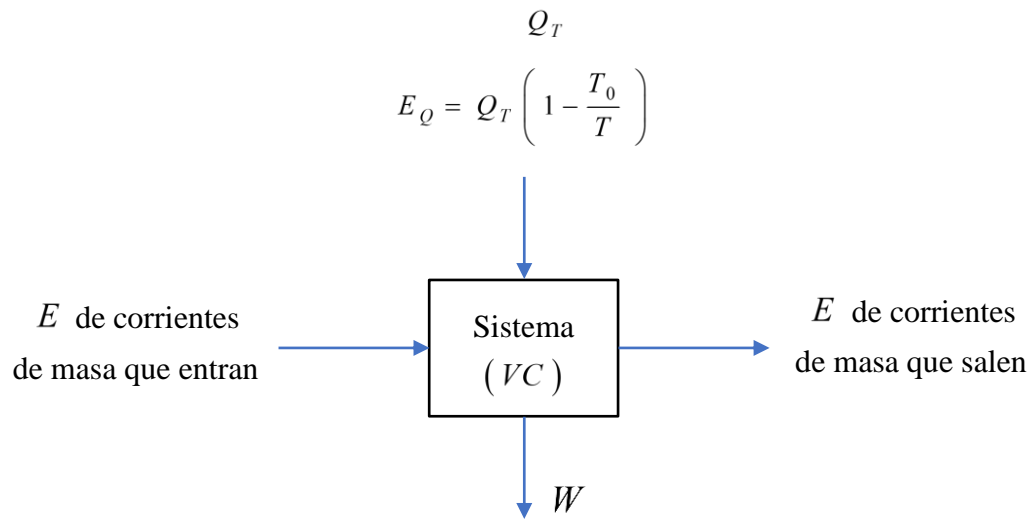 Q_T
E_Q = Q_T ( 1 - T_0 / T )
E de corrientes
de masa que entran
Sistema
( VC )
E de corrientes
de masa que salen
W